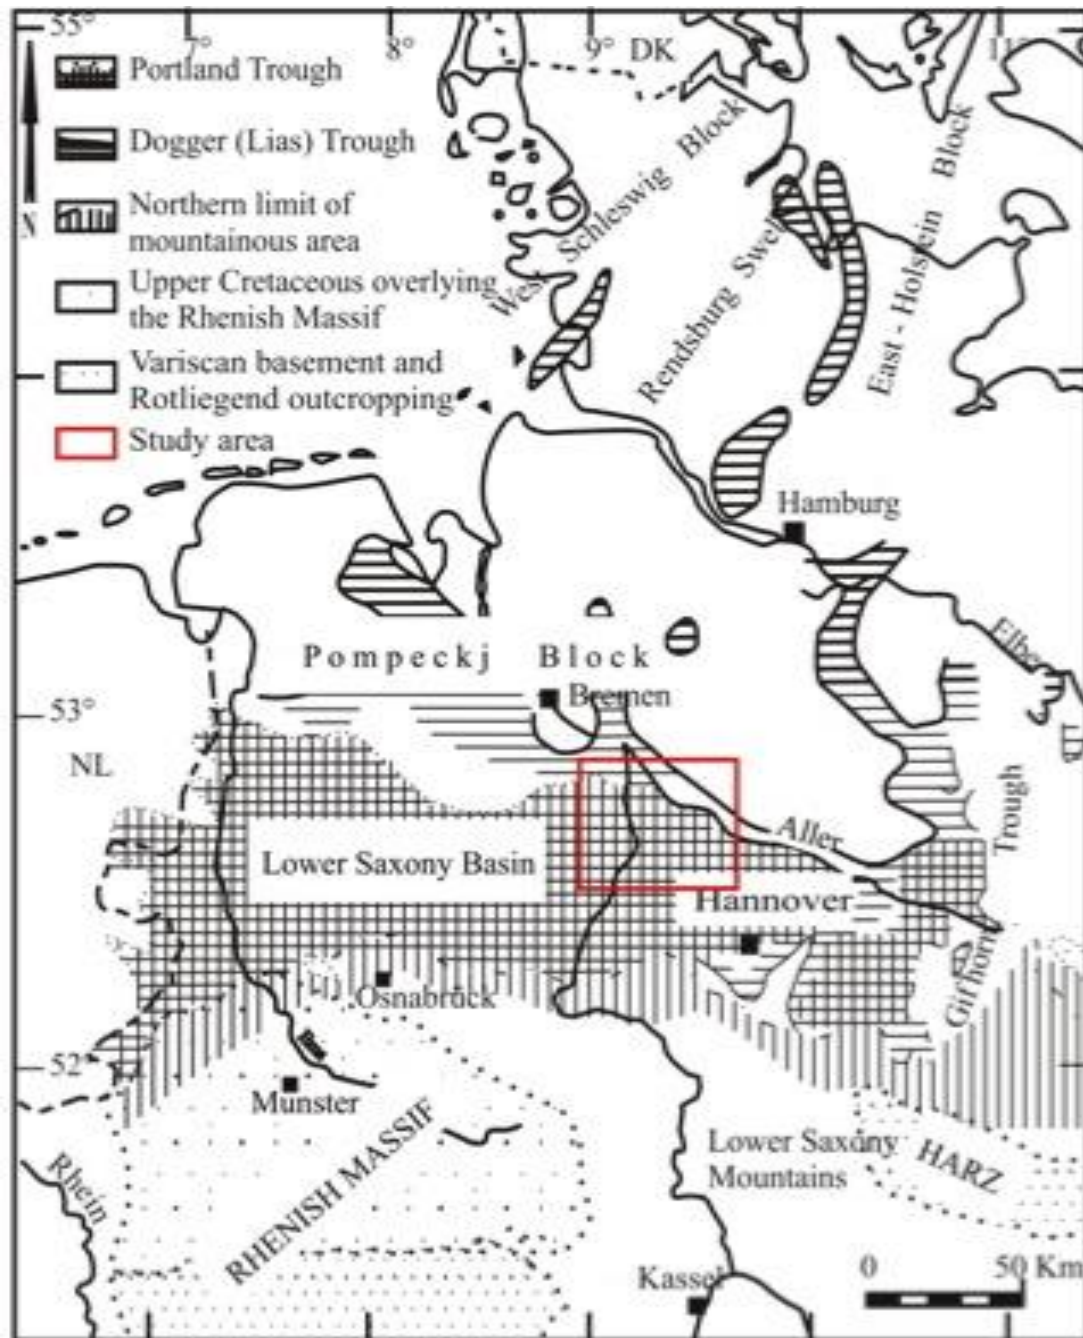 55°
7°
8°
9°
DK
11°
N
Portland Trough
Dogger (Lias) Trough
Northern limit of
mountainous area
Upper Cretaceous overlying
the Rhenish Massif
Variscan basement and
Rotliegend outcropping
Study area
West Schleswig Block
Rendsburg Swell
East - Holstein Block
Hamburg
Pompeckj Block
Bremen
Elbe
53°
NL
Trough
Aller
Lower Saxony Basin
Hannover
Gifhorn
Osnabrück
52°
Munster
Lower Saxony
Mountains
HARZ
RHENISH MASSIF
Rhein
Kassel
0 50 Km